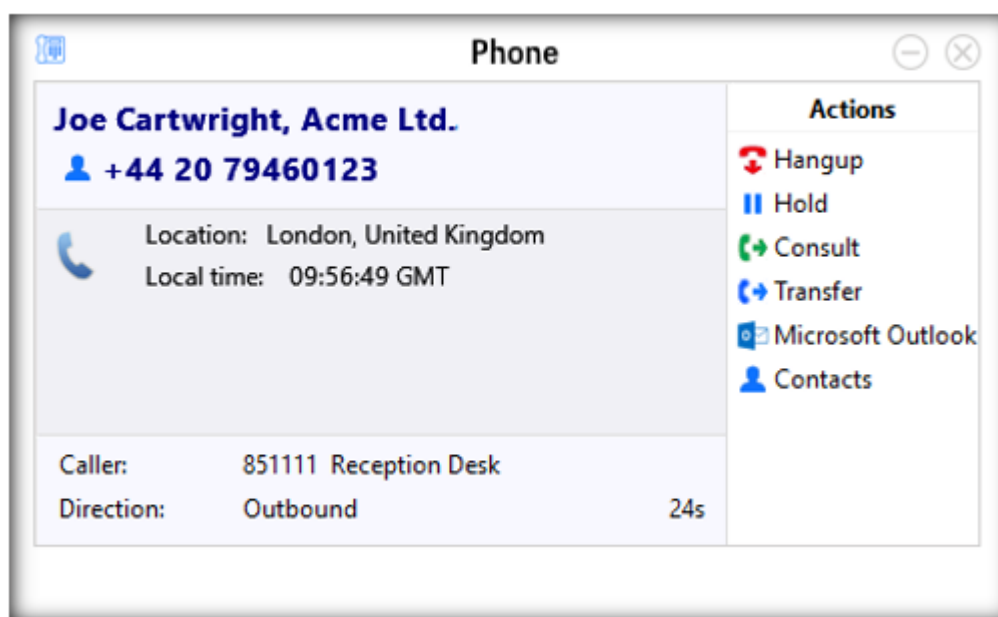 Phone
Joe Cartwright, Acme Ltd.
+44 20 79460123
Location: London, United Kingdom
Local time: 09:56:49 GMT
Caller: 851111 Reception Desk
Direction: Outbound 24s
Actions
Hangup
Hold
Consult
Transfer
Microsoft Outlook
Contacts